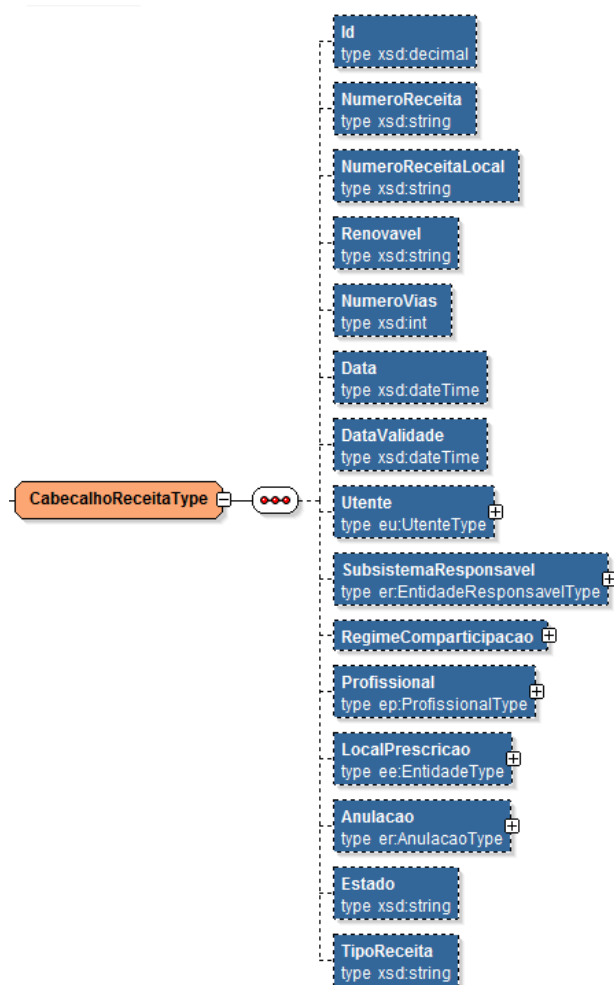 Id
type xsd:decimal
NumeroReceita
type xsd:string
NumeroReceitaLocal
type xsd:string
Renovavel
type xsd:string
NumeroVias
type xsd:int
Data
type xsd:dateTime
DataValidade
type xsd:dateTime
CabecalhoReceitaType
Utente
type eu:UtenteType
SubsistemaResponsavel
type er:EntidadeResponsavelType
RegimeComparticipacao
Profissional
type ep:ProfissionalType
LocalPrescricao
type ee:EntidadeType
Anulacao
type er:AnulacaoType
Estado
type xsd:string
TipoReceita
type xsd:string